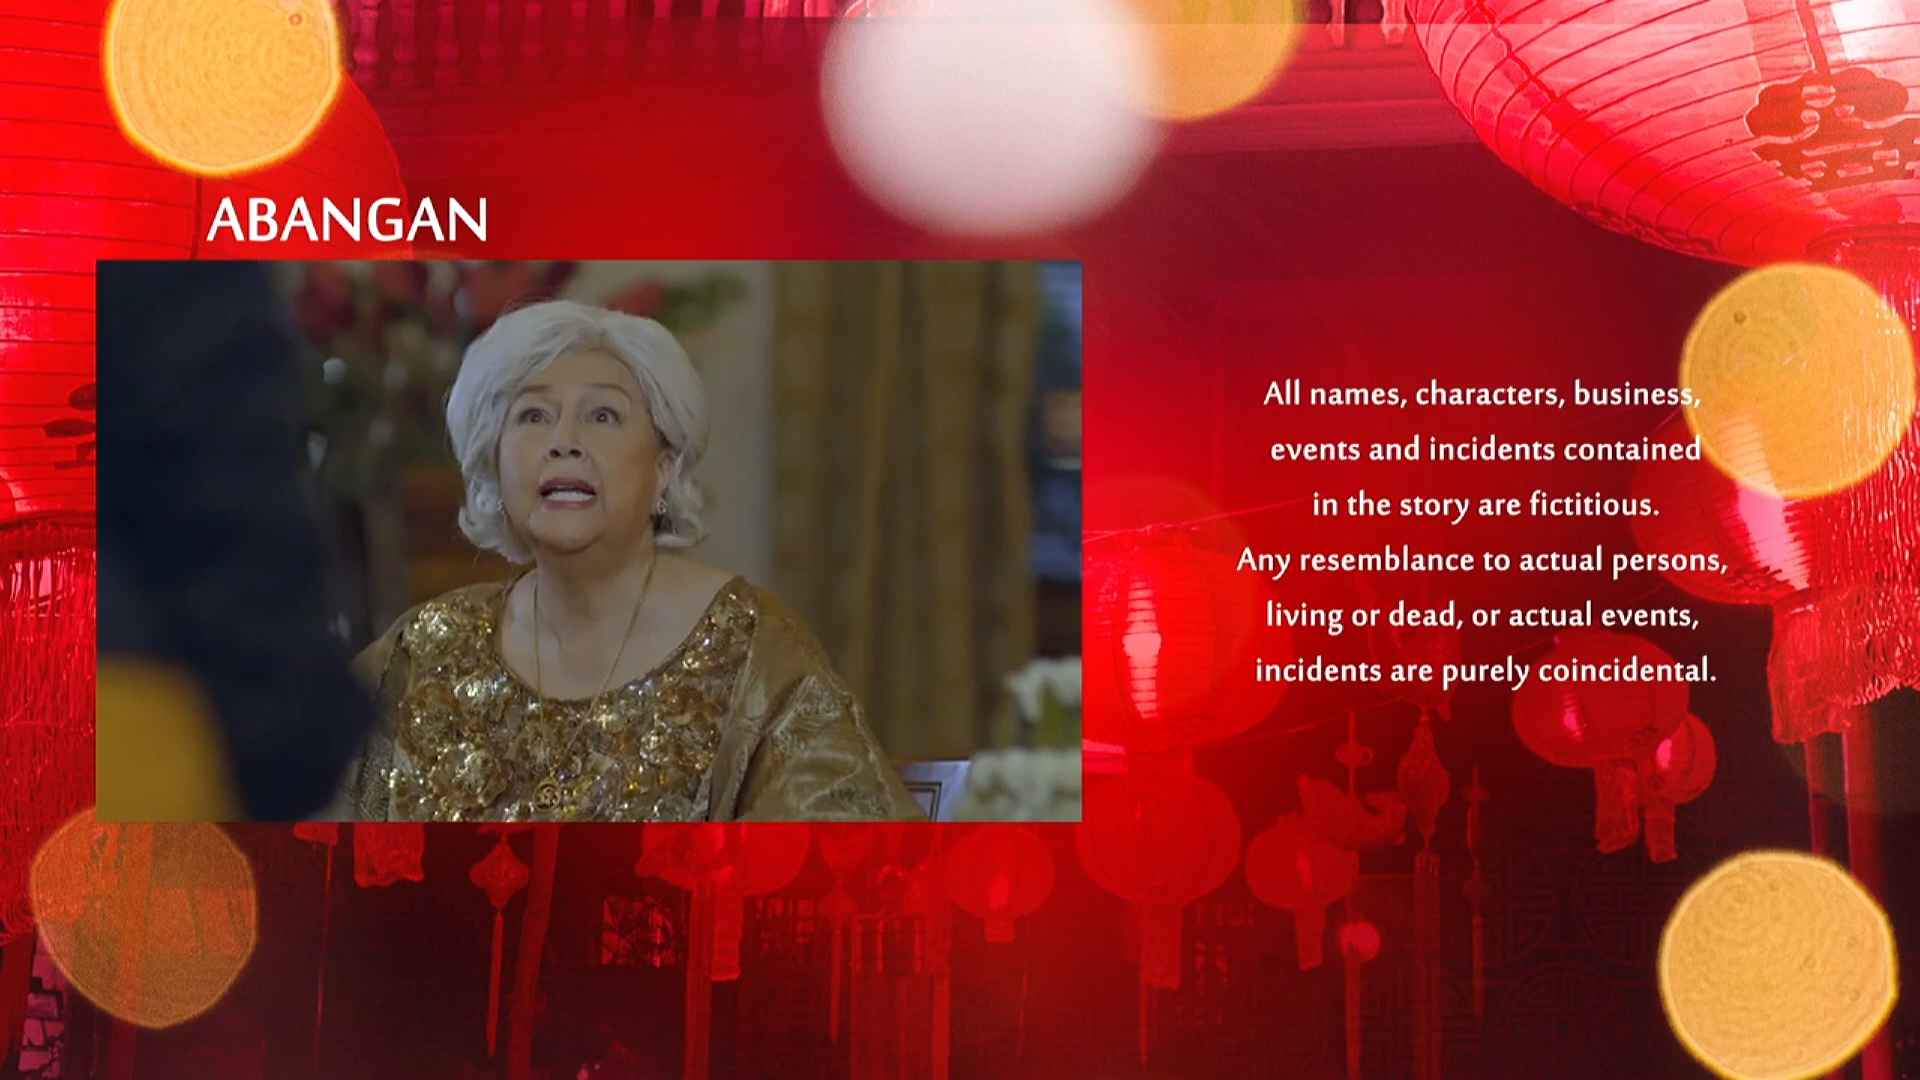 ABANGAN
All names, characters, business,
events and incidents contained
in the story are fictitious.
Any resemblance to actual persons,
living or dead, or actual events,
incidents are purely coincidental.